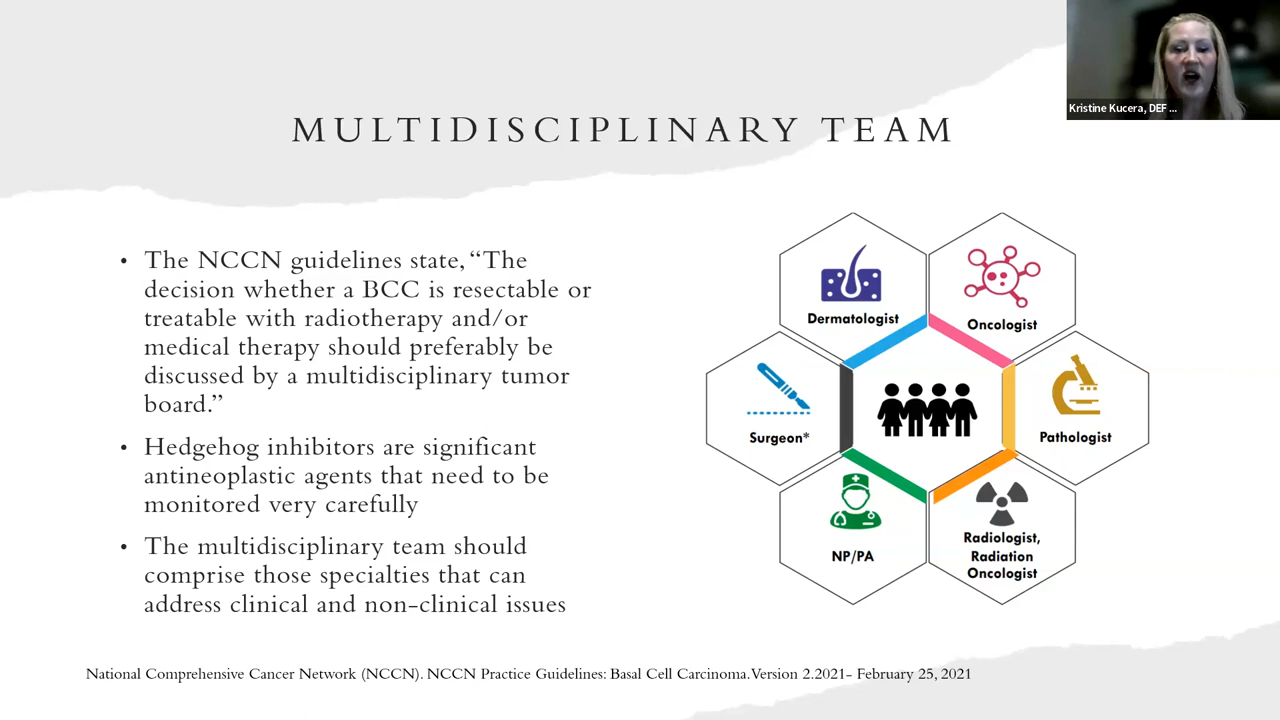 Kristine Kucera, DEF ...
MULTIDISCIPLINARY TEAM
• The NCCN guidelines state, “The
decision whether a BCC is resectable or
treatable with radiotherapy and/or
medical therapy should preferably be
discussed by a multidisciplinary tumor
board.”
• Hedgehog inhibitors are significant
antineoplastic agents that need to be
monitored very carefully
• The multidisciplinary team should
comprise those specialties that can
address clinical and non-clinical issues
Dermatologist
Oncologist
Surgeon*
Pathologist
NP/PA
Radiologist,
Radiation
Oncologist
National Comprehensive Cancer Network (NCCN). NCCN Practice Guidelines: Basal Cell Carcinoma.Version 2.2021- February 25, 2021